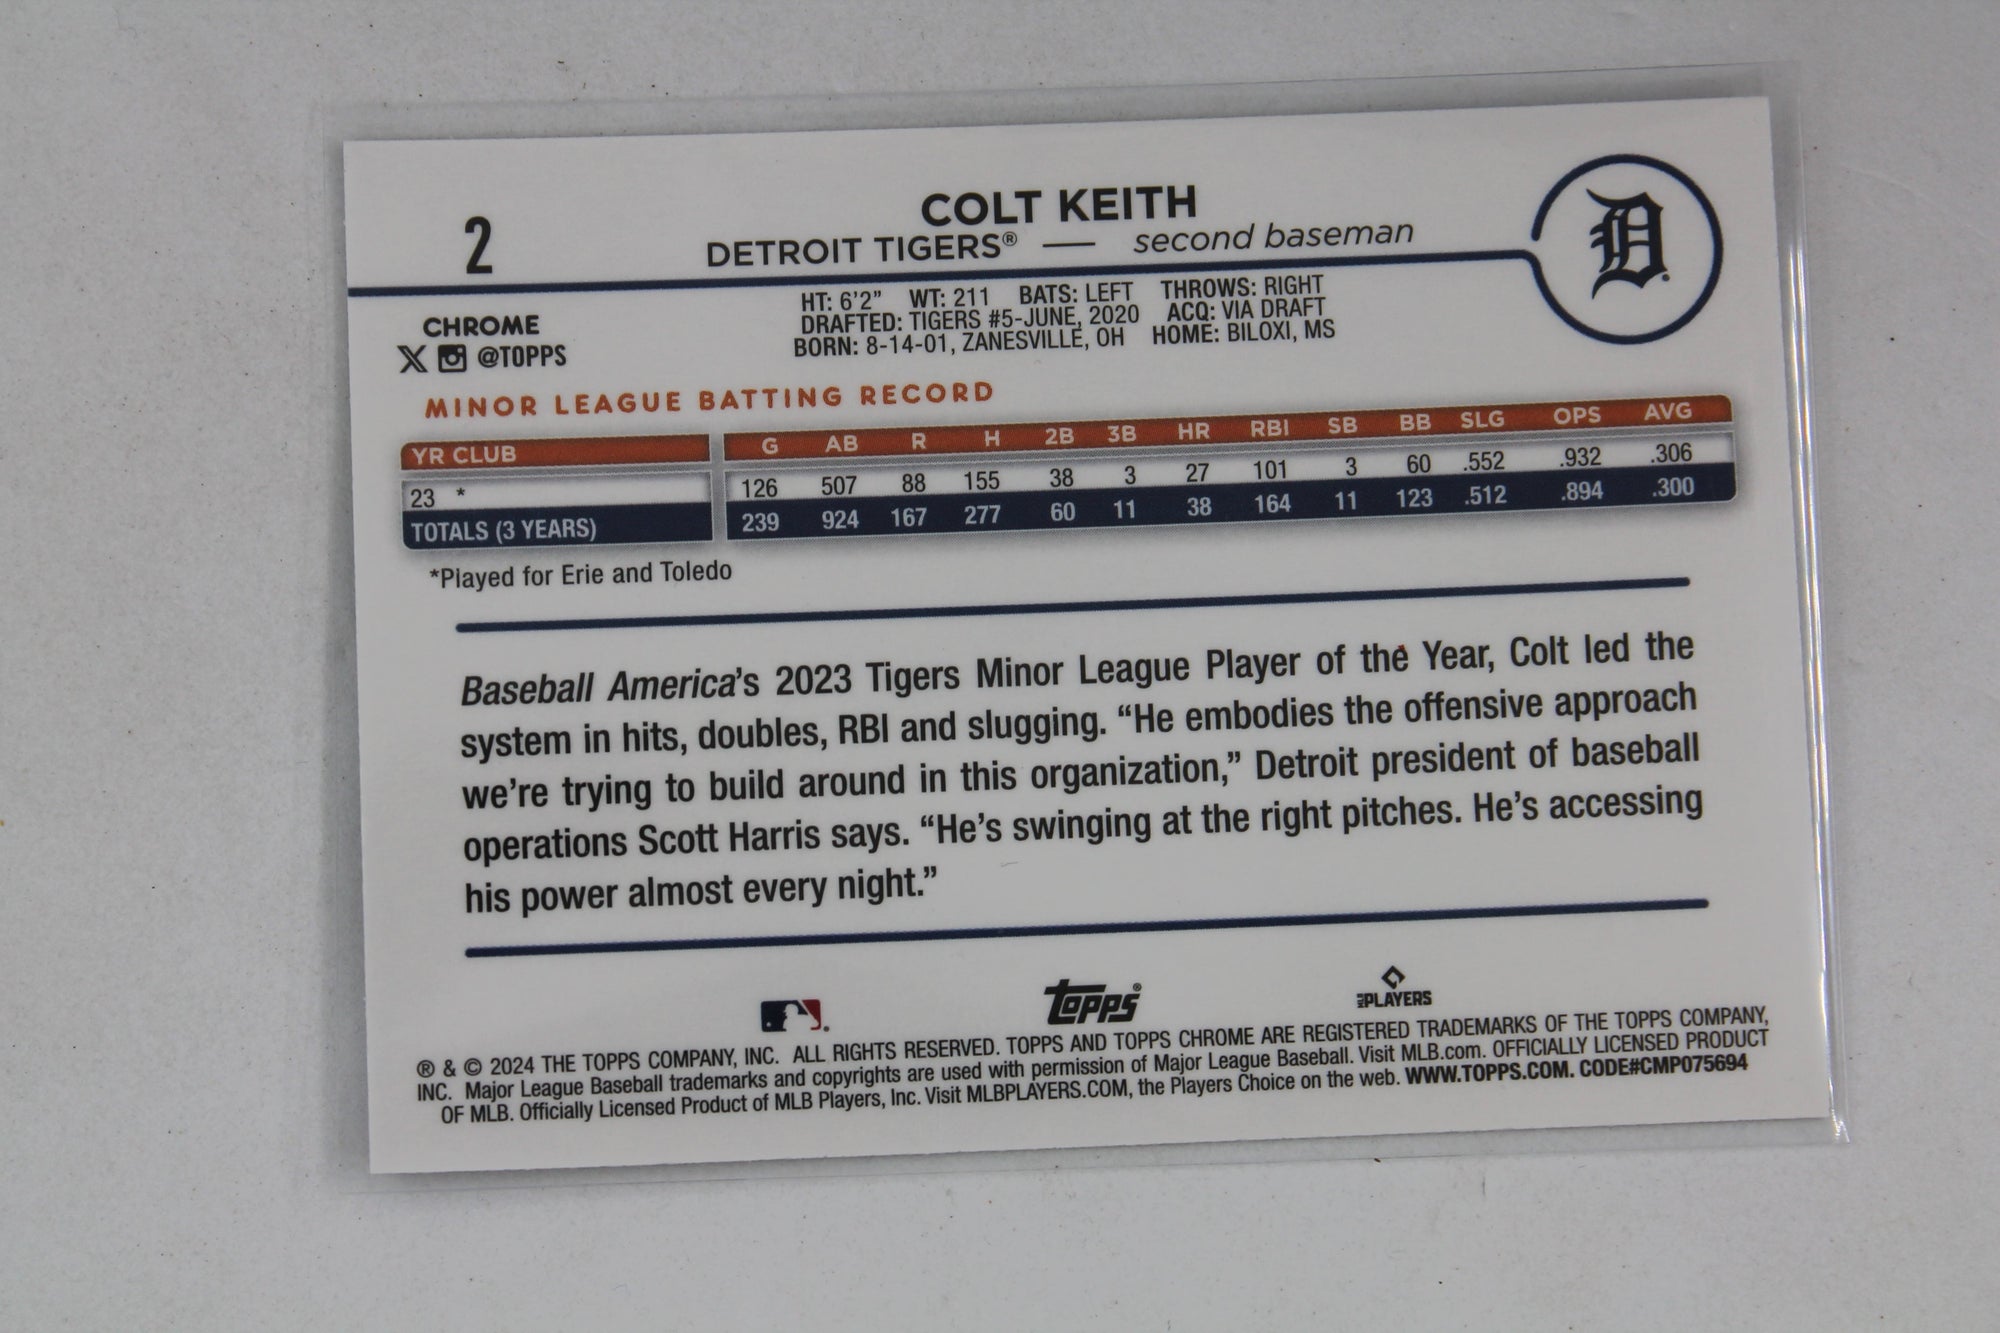 2
COLT KEITH
DETROIT TIGERS® — second baseman
D
CHROME
X @TOPPS
HT: 6'2" WT: 211 BATS: LEFT THROWS: RIGHT
DRAFTED: TIGERS #5-JUNE, 2020 ACQ: VIA DRAFT
BORN: 8-14-01, ZANESVILLE, OH HOME: BILOXI, MS
MINOR LEAGUE BATTING RECORD
YR CLUB G AB R H 2B 3B HR RBI SB BB SLG OPS AVG
23 * 126 507 88 155 38 3 27 101 3 60 .552 .932 .306
TOTALS (3 YEARS) 239 924 167 277 60 11 38 164 11 123 .512 .894 .300
*Played for Erie and Toledo
Baseball America's 2023 Tigers Minor League Player of the Year, Colt led the
system in hits, doubles, RBI and slugging. “He embodies the offensive approach
we're trying to build around in this organization,” Detroit president of baseball
operations Scott Harris says. “He's swinging at the right pitches. He's accessing
his power almost every night.”
Topps®
MLB PLAYERS
® & © 2024 THE TOPPS COMPANY, INC. ALL RIGHTS RESERVED. TOPPS AND TOPPS CHROME ARE REGISTERED TRADEMARKS OF THE TOPPS COMPANY,
INC. Major League Baseball trademarks and copyrights are used with permission of Major League Baseball. Visit MLB.com. OFFICIALLY LICENSED PRODUCT
OF MLB. Officially Licensed Product of MLB Players, Inc. Visit MLBPLAYERS.COM, the Players Choice on the web. WWW.TOPPS.COM. CODE#CMP075694